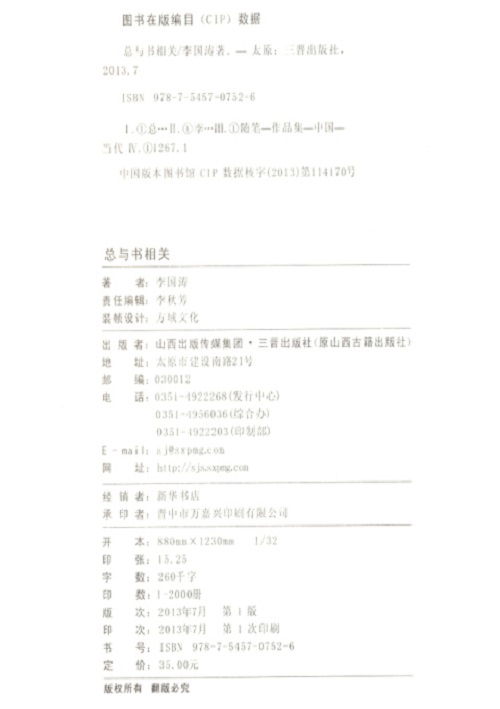 图书在版编目(CIP)数据
总与书相关/李国涛著.—太原：三晋出版社，
2013.7
ISBN 978-7-5457-0752-6
Ⅰ.①总…Ⅱ.①李…Ⅲ.①随笔—作品集—中国—
当代 Ⅳ.①I267.1
中国版本图书馆CIP数据核字(2013)第114170号
总与书相关
著　　者：李国涛
责任编辑：李秋芳
装帧设计：方域文化
出 版 者：山西出版传媒集团·三晋出版社(原山西古籍出版社)
地　　址：太原市建设南路21号
邮　　编：030012
电　　话：0351-4922268(发行中心)
0351-4956036(综合办)
0351-4922203(印制部)
E-mail：sj@sxpmg.com
网　　址：http://sjs.sxpmg.com
经 销 者：新华书店
承 印 者：晋中市万嘉兴印刷有限公司
开　　本：880mm×1230mm　1/32
印　　张：15.25
字　　数：260千字
印　　数：1-2000册
版　　次：2013年7月　第1版
印　　次：2013年7月　第1次印刷
书　　号：ISBN 978-7-5457-0752-6
定　　价：35.00元
版权所有　翻版必究